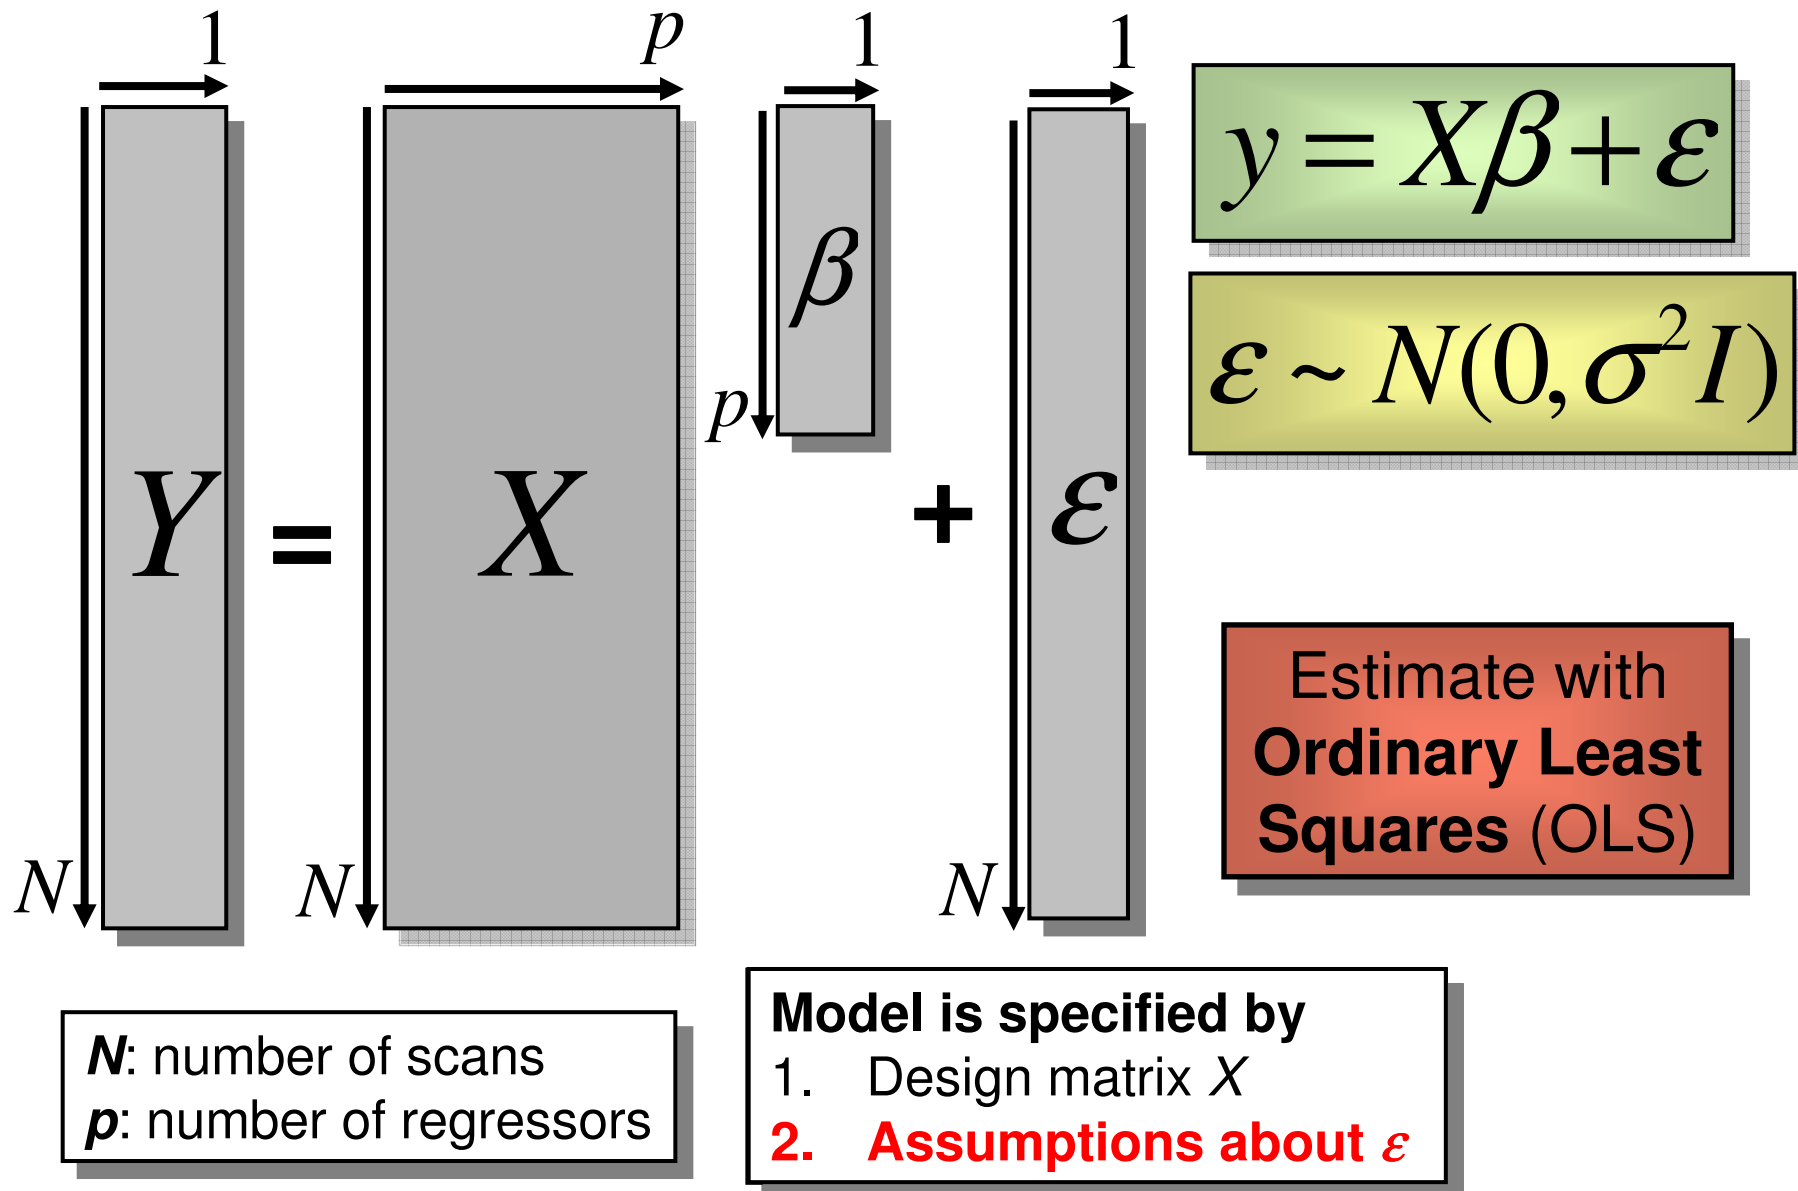 1
p
1
1
N
N
p
N
Y
=
X
β
+
ε
y = Xβ + ε
ε ~ N(0, σ²I)
Estimate with
Ordinary Least
Squares (OLS)
N: number of scans
p: number of regressors
Model is specified by
1. Design matrix X
2. Assumptions about ε